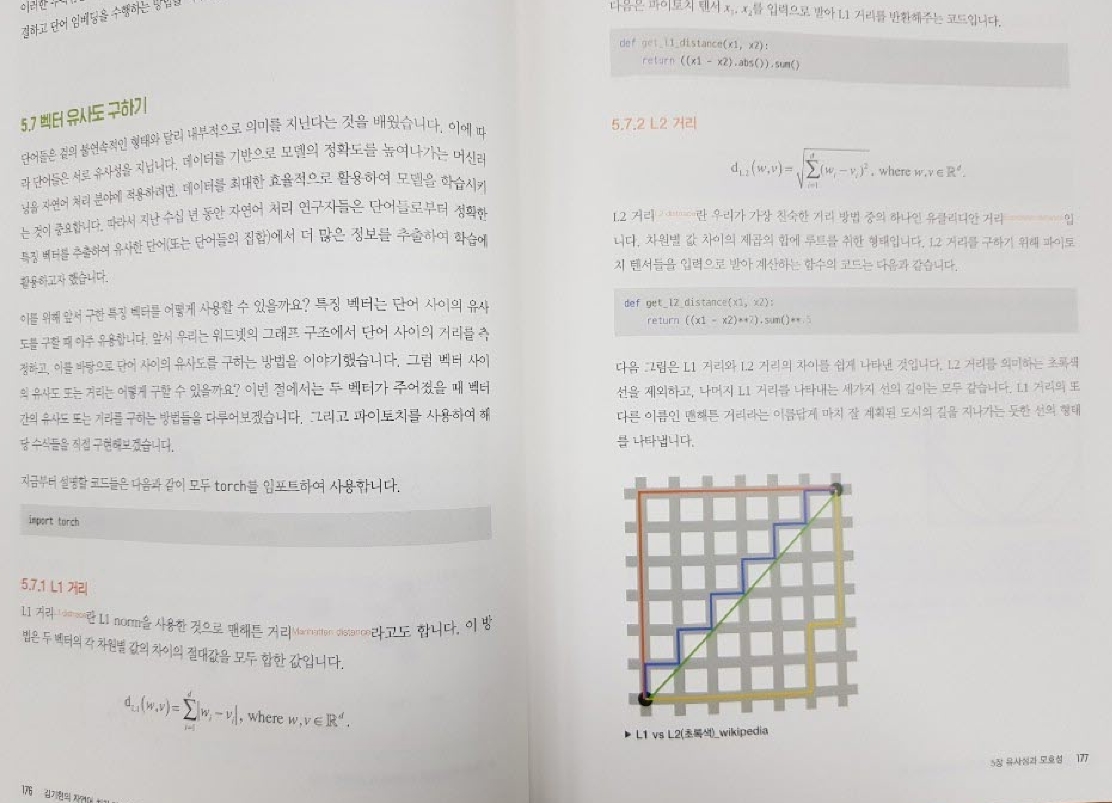 결하고 단어 임베딩을 수행하는 방법을
5.7 벡터 유사도 구하기
단어들은 겉의 불연속적인 형태와 달리 내부적으로 의미를 지닌다는 것을 배웠습니다. 이에 따
라 단어들은 서로 유사성을 지닙니다. 데이터를 기반으로 모델의 정확도를 높여나가는 머신러
닝을 자연어 처리 분야에 적용하려면, 데이터를 최대한 효율적으로 활용하여 모델을 학습시키
는 것이 중요합니다. 따라서 지난 수십 년 동안 자연어 처리 연구자들은 단어들로부터 정확한
특징 벡터를 추출하여 유사한 단어(또는 단어들의 집합)에서 더 많은 정보를 추출하여 학습에
활용하고자 했습니다.
이를 위해 앞서 구한 특징 벡터를 어떻게 사용할 수 있을까요? 특징 벡터는 단어 사이의 유사
도를 구할 때 아주 유용합니다. 앞서 우리는 워드넷의 그래프 구조에서 단어 사이의 거리를 측
정하고, 이를 바탕으로 단어 사이의 유사도를 구하는 방법을 이야기했습니다. 그럼 벡터 사이
의 유사도 또는 거리는 어떻게 구할 수 있을까요? 이번 절에서는 두 벡터가 주어졌을 때 벡터
간의 유사도 또는 거리를 구하는 방법들을 다루어보겠습니다. 그리고 파이토치를 사용하여 해
당 수식들을 직접 구현해보겠습니다.
지금부터 설명할 코드들은 다음과 같이 모두 torch를 임포트하여 사용합니다.
import torch
5.7.1 L1 거리
L1 거리L1 distance란 L1 norm을 사용한 것으로 맨해튼 거리Manhattan distance라고도 합니다. 이 방
법은 두 벡터의 각 차원별 값의 차이의 절대값을 모두 합한 값입니다.
d_{L1}(w,v) = \sum_{i=1}^{d} |w_i - v_i|, where w,v ∈ ℝ^d.
176 김기현의 자연어 처리
다음은 파이토치 텐서 x₁, x₂를 입력으로 받아 L1 거리를 반환해주는 코드입니다.
def get_l1_distance(x1, x2):
return ((x1 - x2).abs()).sum()
5.7.2 L2 거리
d_{L2}(w,v) = \sqrt{\sum_{i=1}^{d} (w_i - v_i)^2}, where w,v ∈ ℝ^d.
L2 거리L2 distance란 우리가 가장 친숙한 거리 방법 중의 하나인 유클리디안 거리입
니다. 차원별 값 차이의 제곱의 합에 루트를 취한 형태입니다. L2 거리를 구하기 위해 파이토
치 텐서들을 입력으로 받아 계산하는 함수의 코드는 다음과 같습니다.
def get_l2_distance(x1, x2):
return ((x1 - x2)**2).sum()**.5
다음 그림은 L1 거리와 L2 거리의 차이를 쉽게 나타낸 것입니다. L2 거리를 의미하는 초록색
선을 제외하고, 나머지 L1 거리를 나타내는 세가지 선의 길이는 모두 같습니다. L1 거리의 또
다른 이름인 맨해튼 거리라는 이름답게 마치 잘 계획된 도시의 길을 지나가는 듯한 선의 형태
를 나타냅니다.
▶ L1 vs L2(초록색)_wikipedia
5장 유사성과 모호성 177